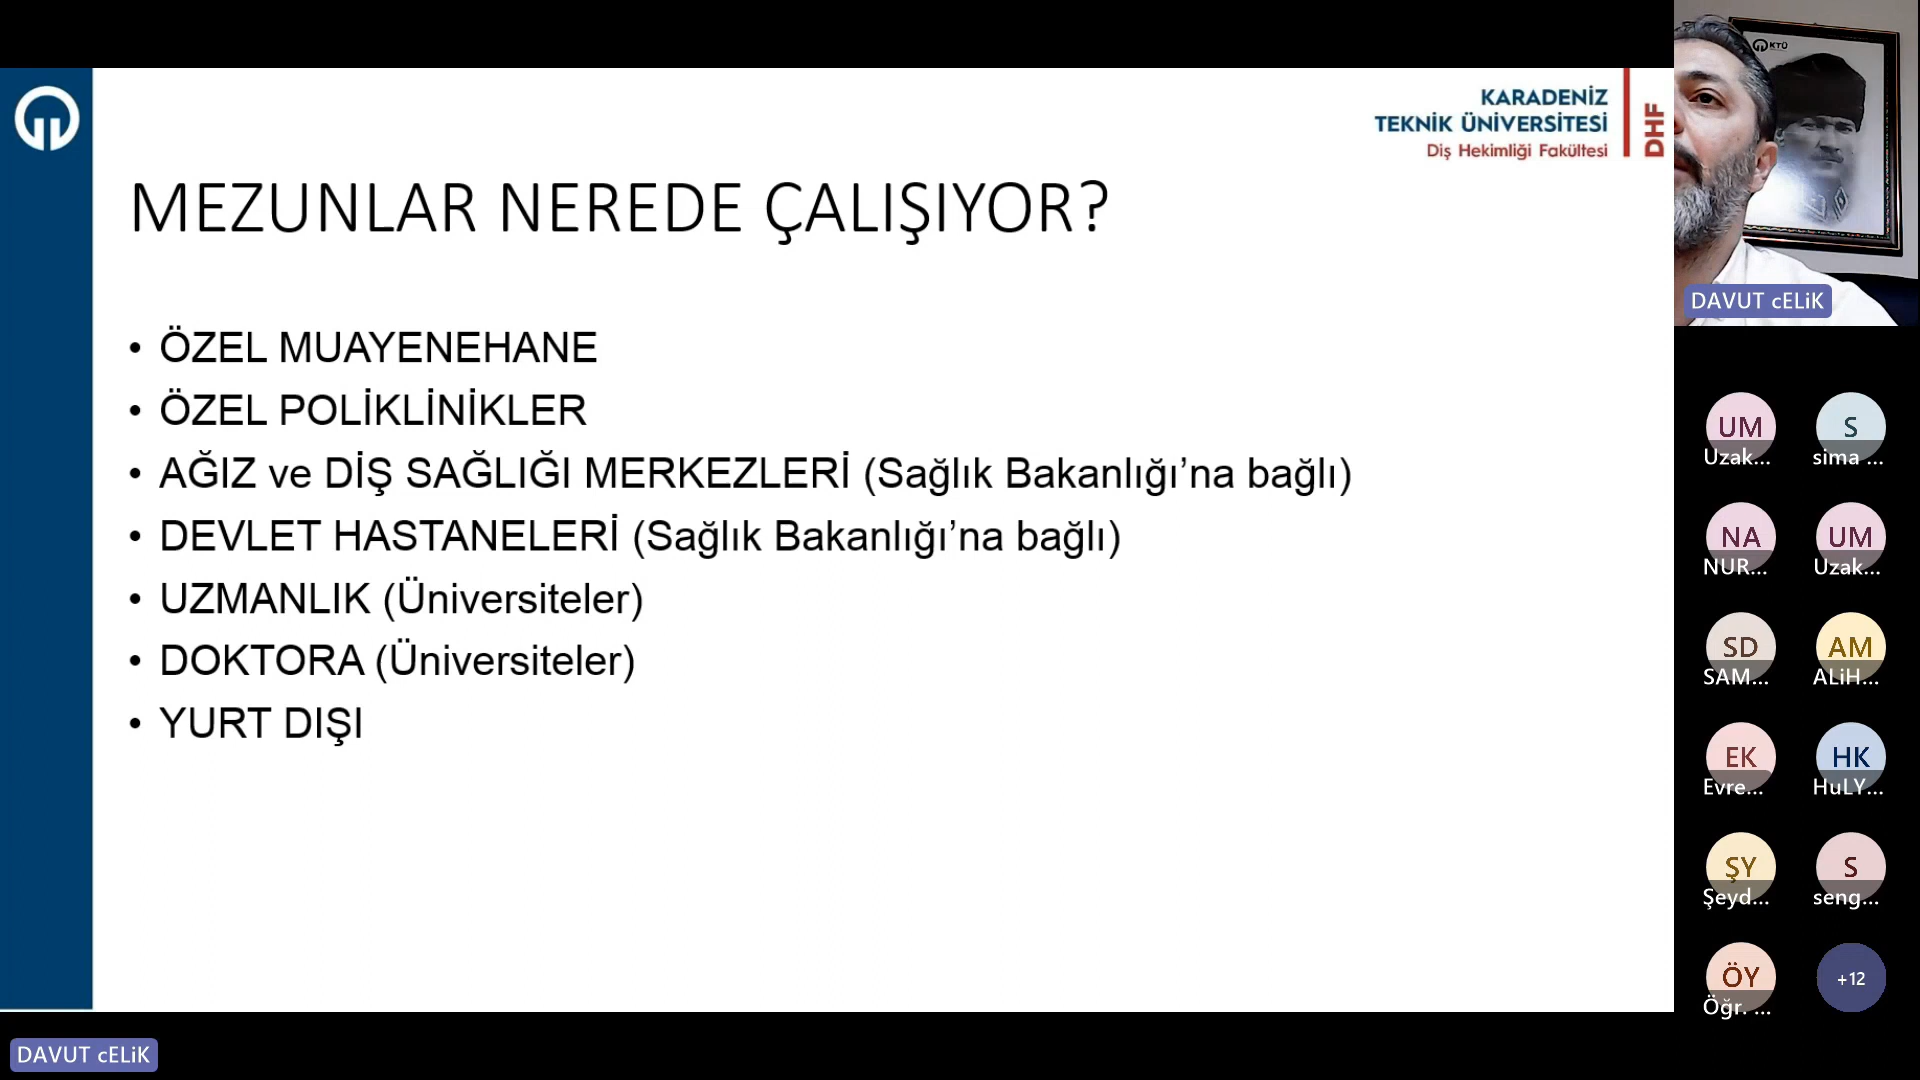 KARADENİZ
TEKNİK ÜNİVERSİTESİ
Diş Hekimliği Fakültesi
DHF
MEZUNLAR NEREDE ÇALIŞIYOR?
• ÖZEL MUAYENEHANE
• ÖZEL POLİKLİNİKLER
• AĞIZ ve DİŞ SAĞLIĞI MERKEZLERİ (Sağlık Bakanlığı’na bağlı)
• DEVLET HASTANELERİ (Sağlık Bakanlığı’na bağlı)
• UZMANLIK (Üniversiteler)
• DOKTORA (Üniversiteler)
• YURT DIŞI
DAVUT cELiK
KTÜ
DAVUT cELiK
UM
Uzak...
S
sima ...
NA
NUR...
UM
Uzak...
SD
SAM...
AM
ALiH...
EK
Evre...
HK
HuLY...
ŞY
Şeyd...
S
seng...
ÖY
Öğr. ...
+12